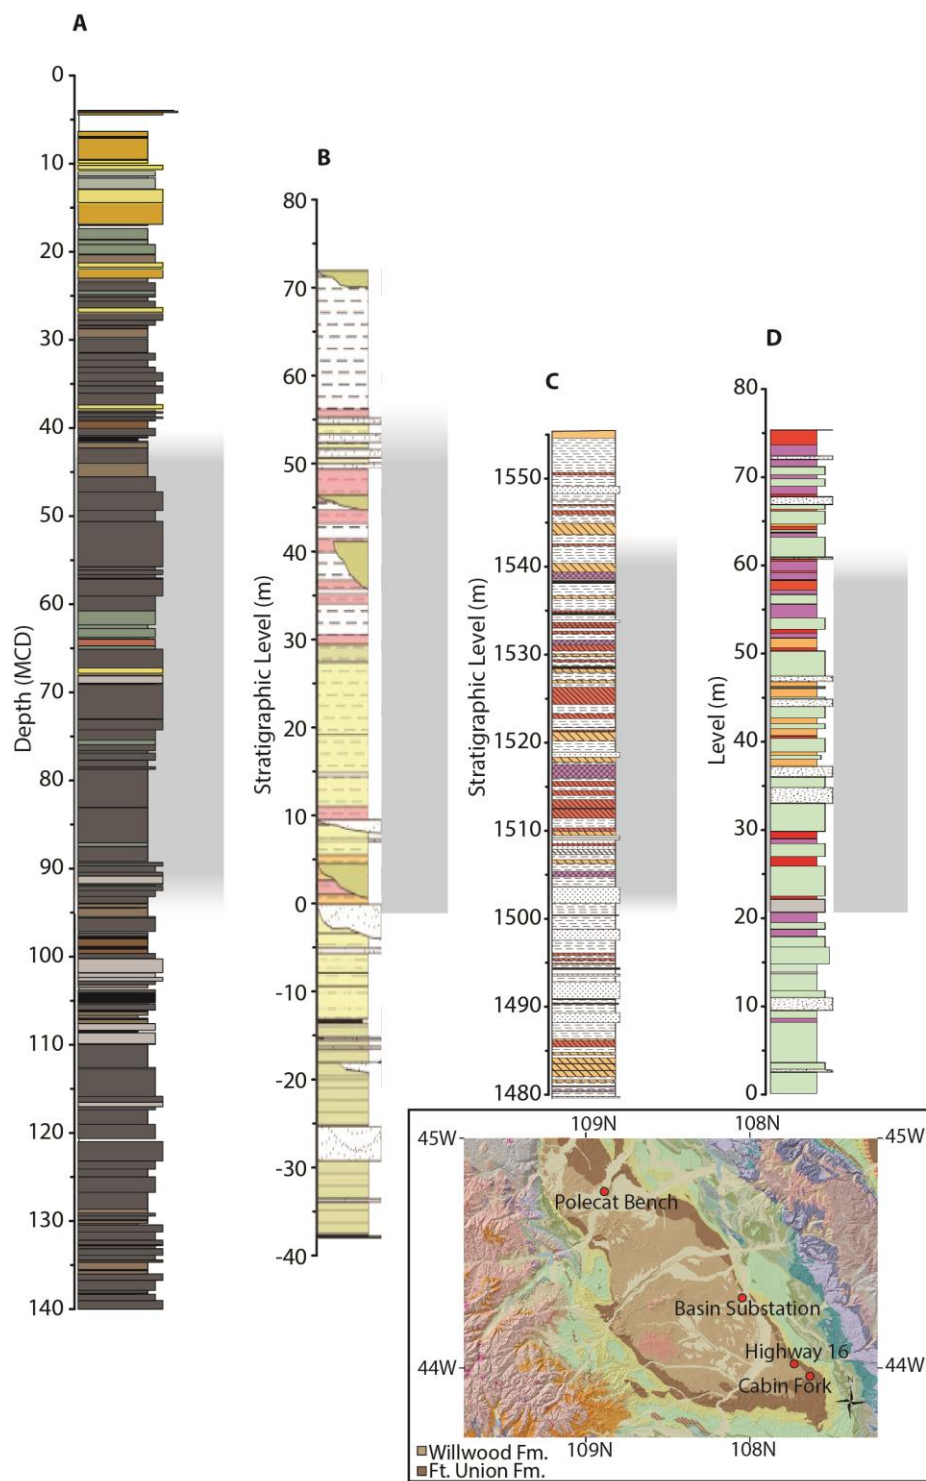 A
0
10
20
30
40
50
60
70
80
90
100
110
120
130
140
Depth (MCD)
B
80
70
60
50
40
30
20
10
0
-10
-20
-30
-40
Stratigraphic Level (m)
C
1550
1540
1530
1520
1510
1500
1490
1480
Stratigraphic Level (m)
D
80
70
60
50
40
30
20
10
0
Level (m)
109N 108N
45W 45W
Polecat Bench
Basin Substation
Highway 16
44W 44W
Cabin Fork
N
109N 108N
Willwood Fm.
Ft. Union Fm.